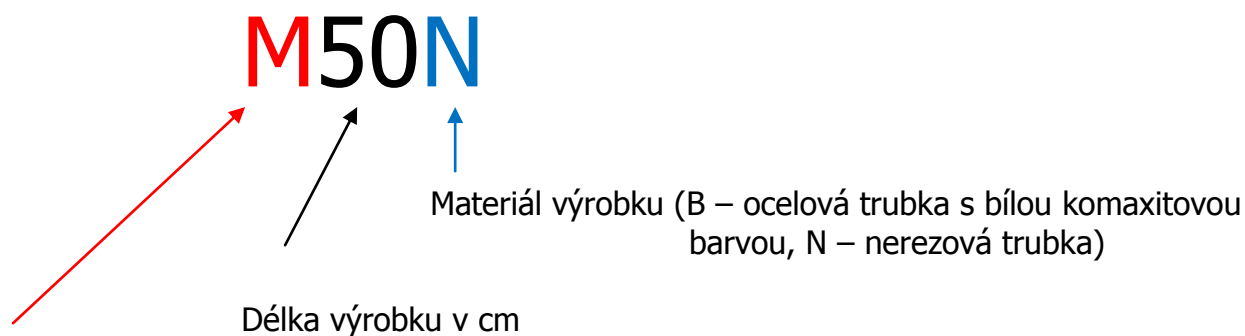 M50N
Materiál výrobku (B – ocelová trubka s bílou komaxitovou
barvou, N – nerezová trubka)
Délka výrobku v cm